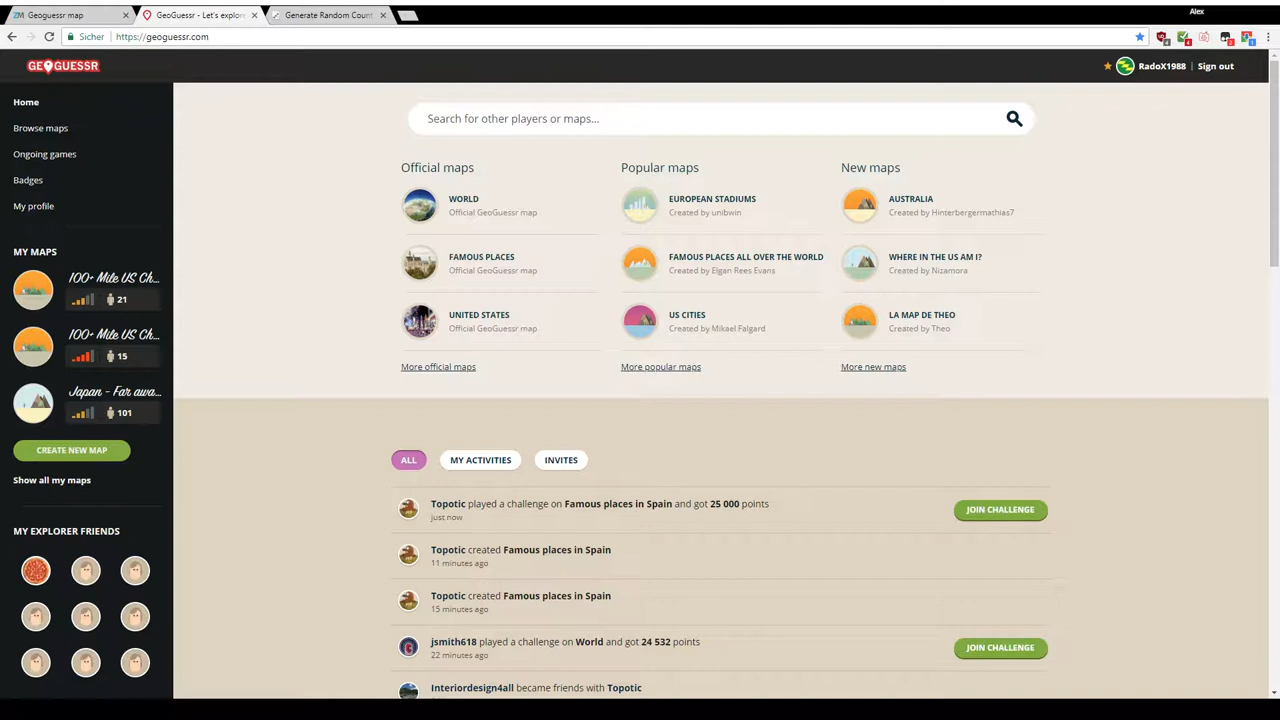 Geoguessr map
GeoGuessr - Let's explor
Generate Random Count
Alex
Sicher
https://geoguessr.com
GEOGUESSR
RadoX1988 | Sign out
Home
Browse maps
Ongoing games
Badges
My profile
MY MAPS
100+ Mile US Ch...
21
100+ Mile US Ch...
15
Japan - Far awa...
101
CREATE NEW MAP
Show all my maps
MY EXPLORER FRIENDS
Search for other players or maps...
Official maps
WORLD
Official GeoGuessr map
FAMOUS PLACES
Official GeoGuessr map
UNITED STATES
Official GeoGuessr map
More official maps
Popular maps
EUROPEAN STADIUMS
Created by unibwin
FAMOUS PLACES ALL OVER THE WORLD
Created by Elgan Rees Evans
US CITIES
Created by Mikael Falgard
More popular maps
New maps
AUSTRALIA
Created by Hinterbergermathias7
WHERE IN THE US AM I?
Created by Nizamora
LA MAP DE THEO
Created by Theo
More new maps
ALL
MY ACTIVITIES
INVITES
Topotic played a challenge on Famous places in Spain and got 25 000 points
just now
JOIN CHALLENGE
Topotic created Famous places in Spain
11 minutes ago
Topotic created Famous places in Spain
15 minutes ago
jsmith618 played a challenge on World and got 24 532 points
22 minutes ago
JOIN CHALLENGE
Interiordesign4all became friends with Topotic